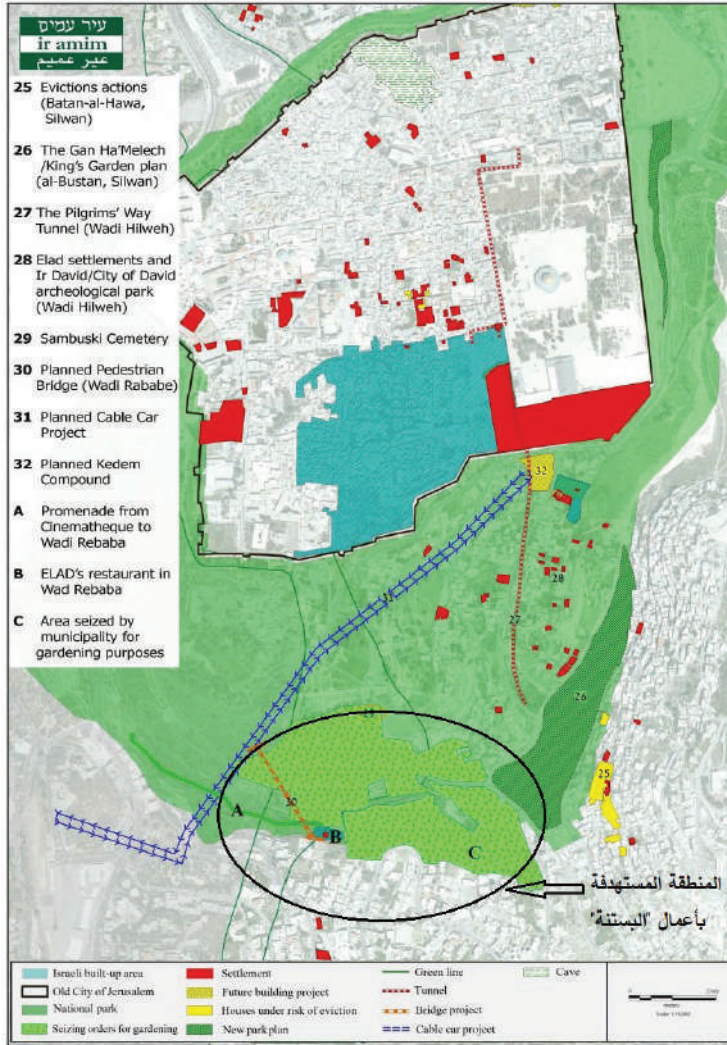 עיר עמים
ir amim
عير عميم
25 Evictions actions
(Batan-al-Hawa,
Silwan)
26 The Gan Ha'Melech
/King's Garden plan
(al-Bustan, Silwan)
27 The Pilgrims' Way
Tunnel (Wadi Hilweh)
28 Elad settlements and
Ir David/City of David
archeological park
(Wadi Hilweh)
29 Sambuski Cemetery
30 Planned Pedestrian
Bridge (Wadi Rababe)
31 Planned Cable Car
Project
32 Planned Kedem
Compound
A Promenade from
Cinematheque to
Wadi Rebaba
B ELAD's restaurant in
Wad Rebaba
C Area seized by
municipality for
gardening purposes
32
31
28
27
26
25
30
A
B
C
المنطقة المستهدفة
بأعمال "البستنة"
Israeli built-up area
Old City of Jerusalem
National park
Seizing orders for gardening
Settlement
Future building project
Houses under risk of eviction
New park plan
Green line
Tunnel
Bridge project
Cable car project
Cave